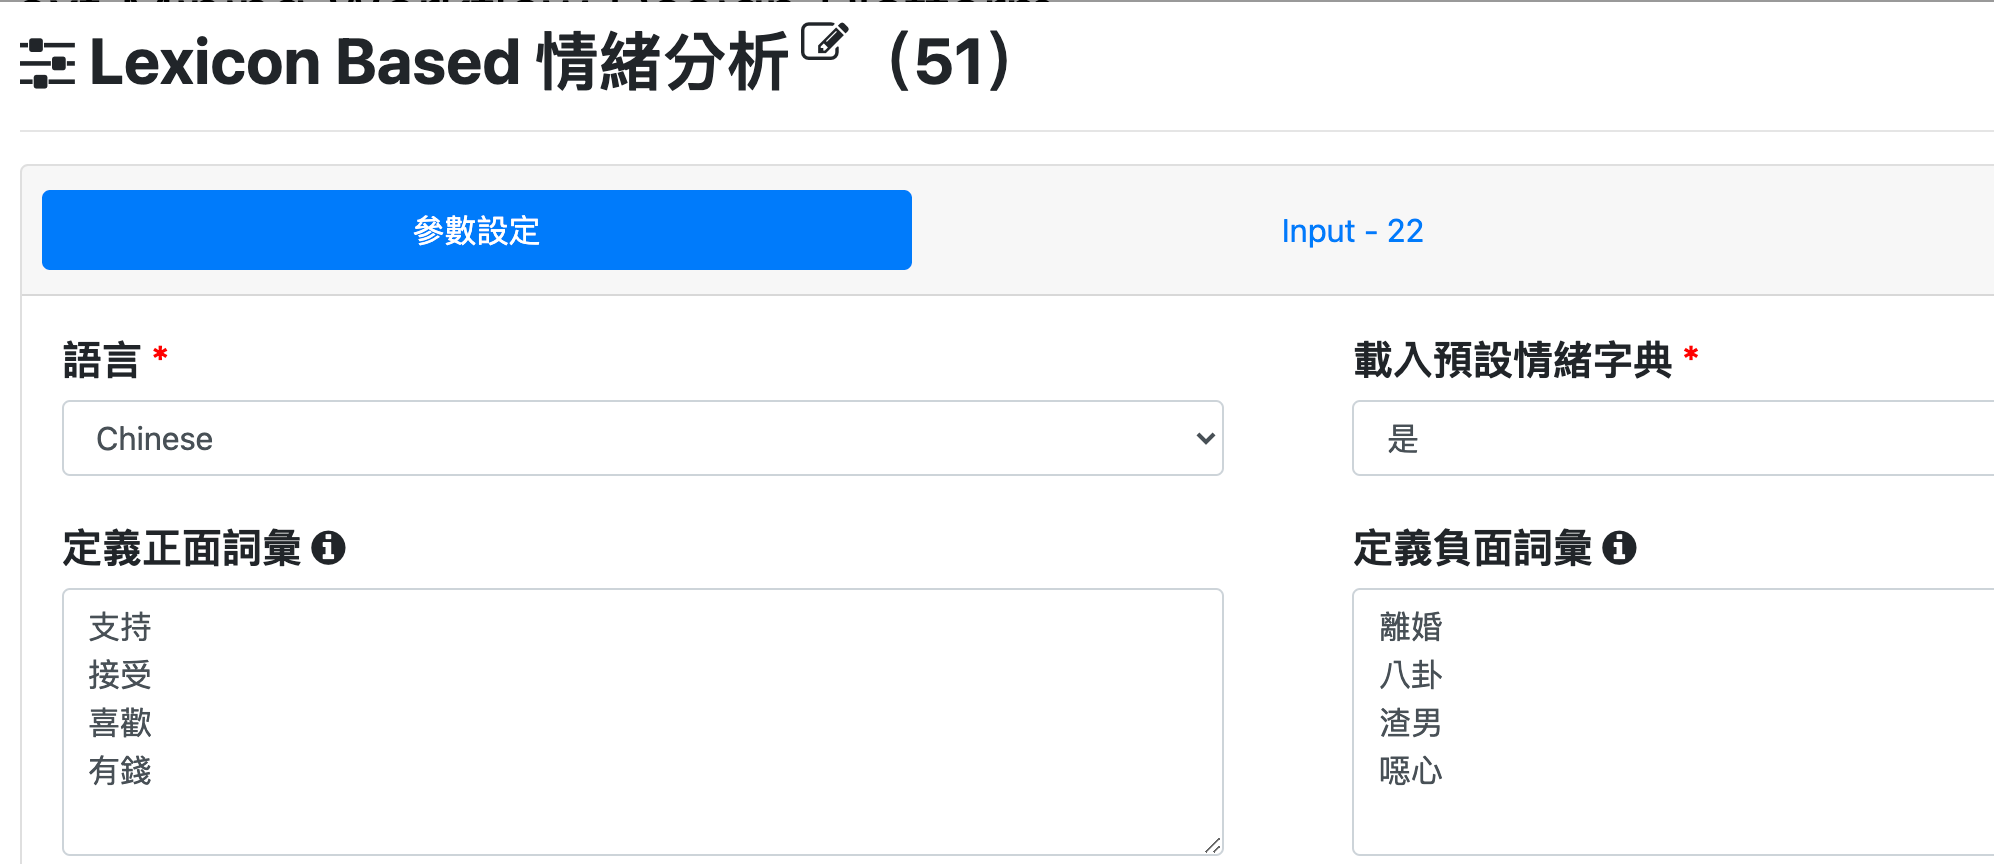 Lexicon Based 情緒分析 （51）
參數設定
Input - 22
語言 *
Chinese
載入預設情緒字典 *
是
定義正面詞彙
支持
接受
喜歡
有錢
定義負面詞彙
離婚
八卦
渣男
噁心